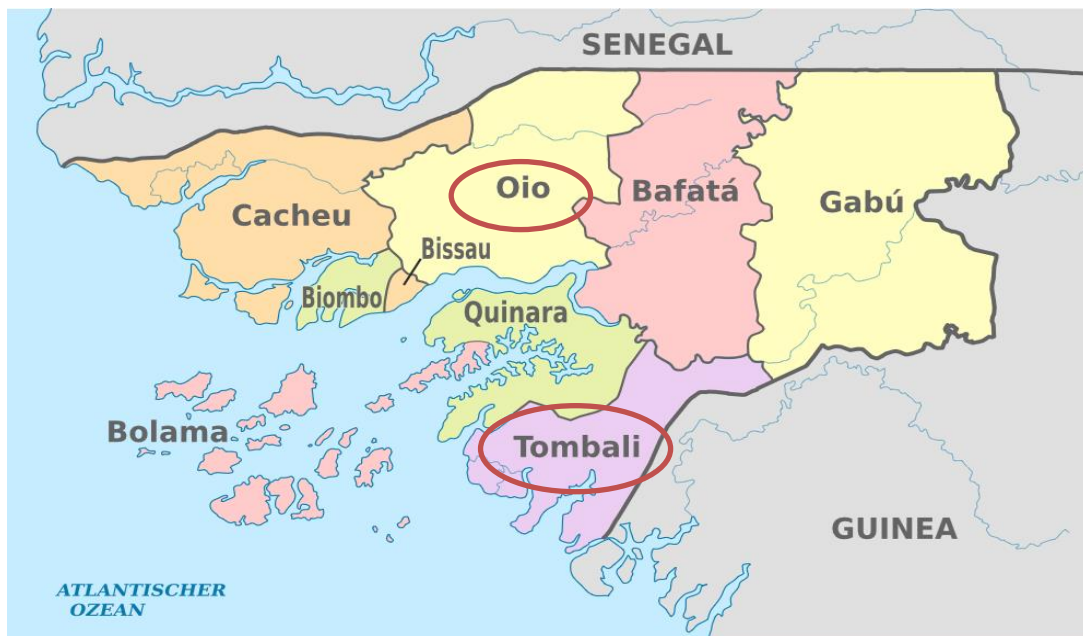 SENEGAL
Oio
Bafatá
Gabú
Cacheu
Bissau
Biombo
Quinara
Bolama
Tombali
GUINEA
ATLANTISCHER
OZEAN